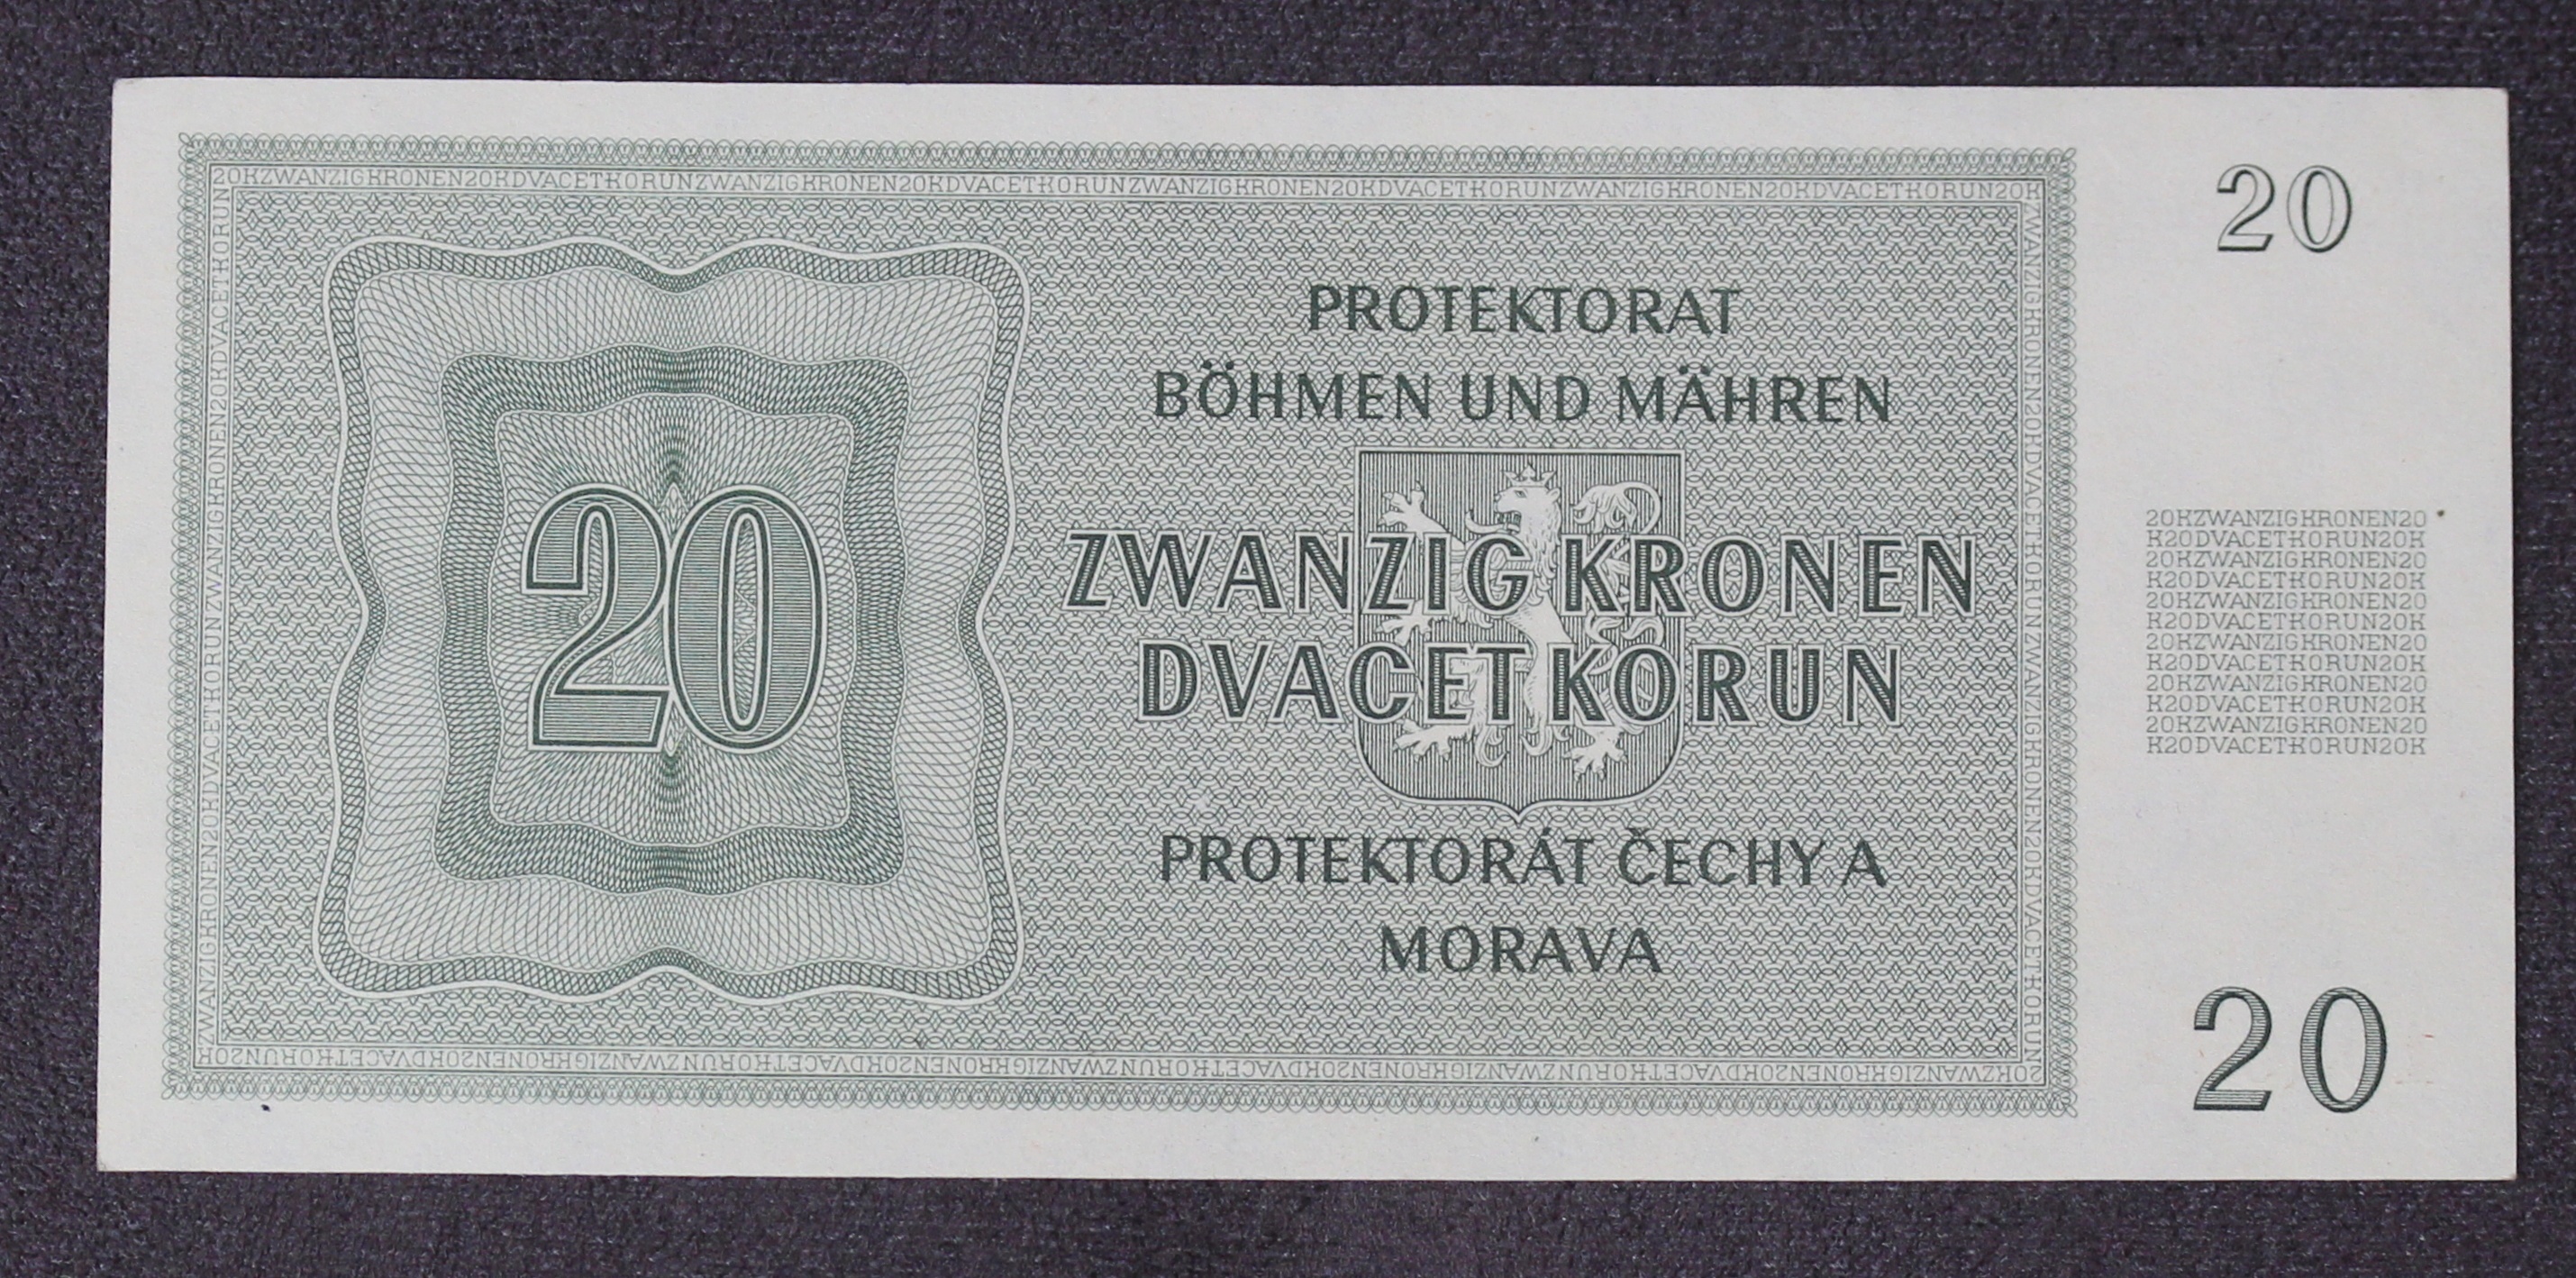 20KZWANZIGKRONEN20KDVACETKORUNZWANZIGKRONEN20KDVACETKORUNZWANZIGKRONEN20KDVACETKORUNZWANZIGKRONEN20KDVACETKORUN20K
20
PROTEKTORAT
BÖHMEN UND MÄHREN
20
ZWANZIG KRONEN
DVACET KORUN
PROTEKTORÁT ČECHY A
MORAVA
20KZWANZIGKRONEN20
K20DVACETKORUN20K
20KZWANZIGKRONEN20
K20DVACETKORUN20K
20KZWANZIGKRONEN20
K20DVACETKORUN20K
20KZWANZIGKRONEN20
K20DVACETKORUN20K
20KZWANZIGKRONEN20
K20DVACETKORUN20K
20KZWANZIGKRONEN20
K20DVACETKORUN20K
20